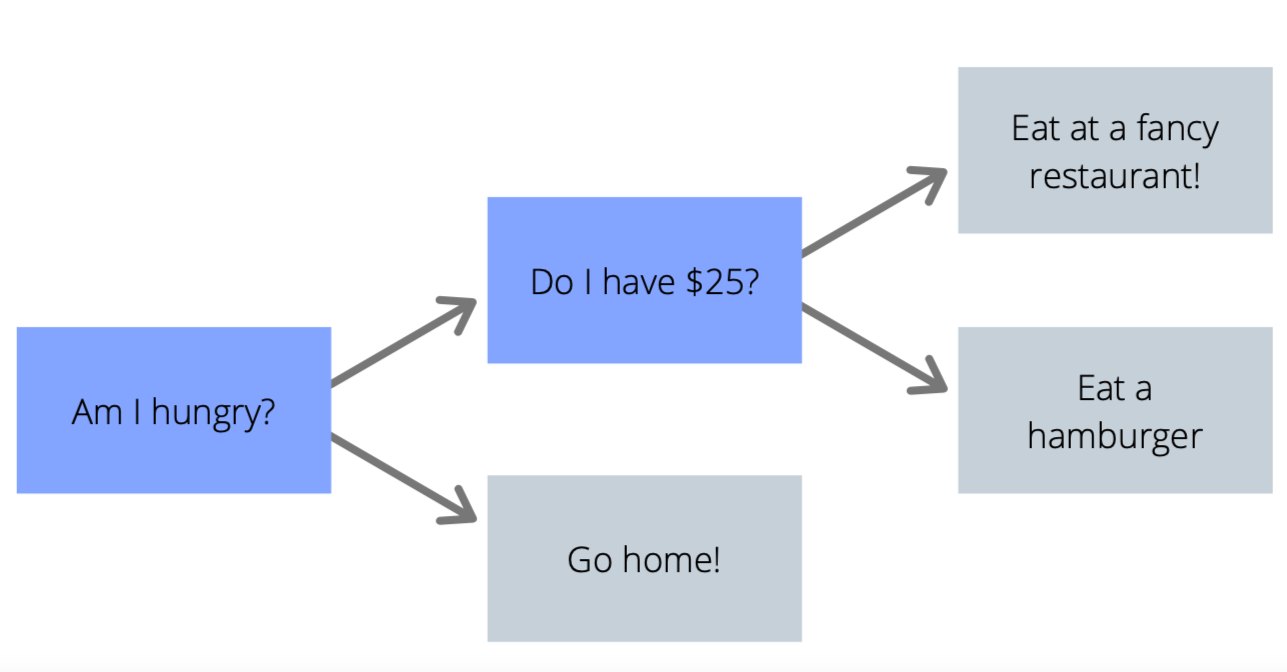 Am I hungry?
Do I have $25?
Go home!
Eat at a fancy
restaurant!
Eat a
hamburger